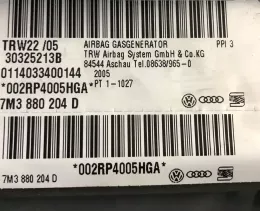 TRW22 /05
30325213B
0114033400144
*002RP4005HGA*
7M3 880 204 D
AIRBAG GASGENERATOR PPI 3
TRW Airbag System GmbH & Co.KG
84544 Aschau Tel.08638/965-0
2005
PT 1-1027
*002RP4005HGA*
7M3 880 204 D